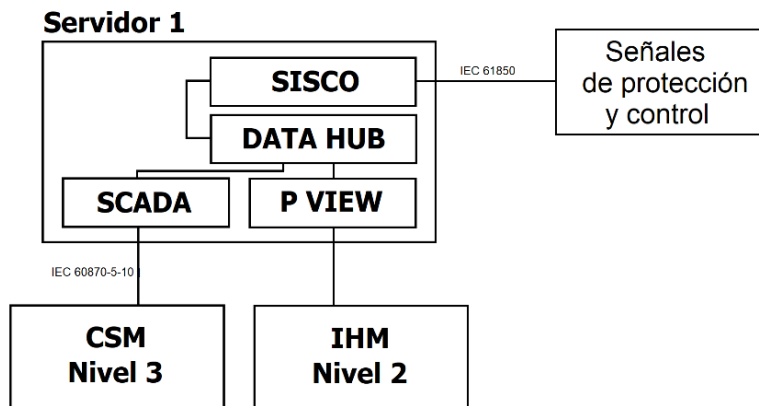 Servidor 1
SISCO
IEC 61850
Señales
de protección
y control
DATA HUB
SCADA
P VIEW
IEC 60870-5-10
CSM
Nivel 3
IHM
Nivel 2